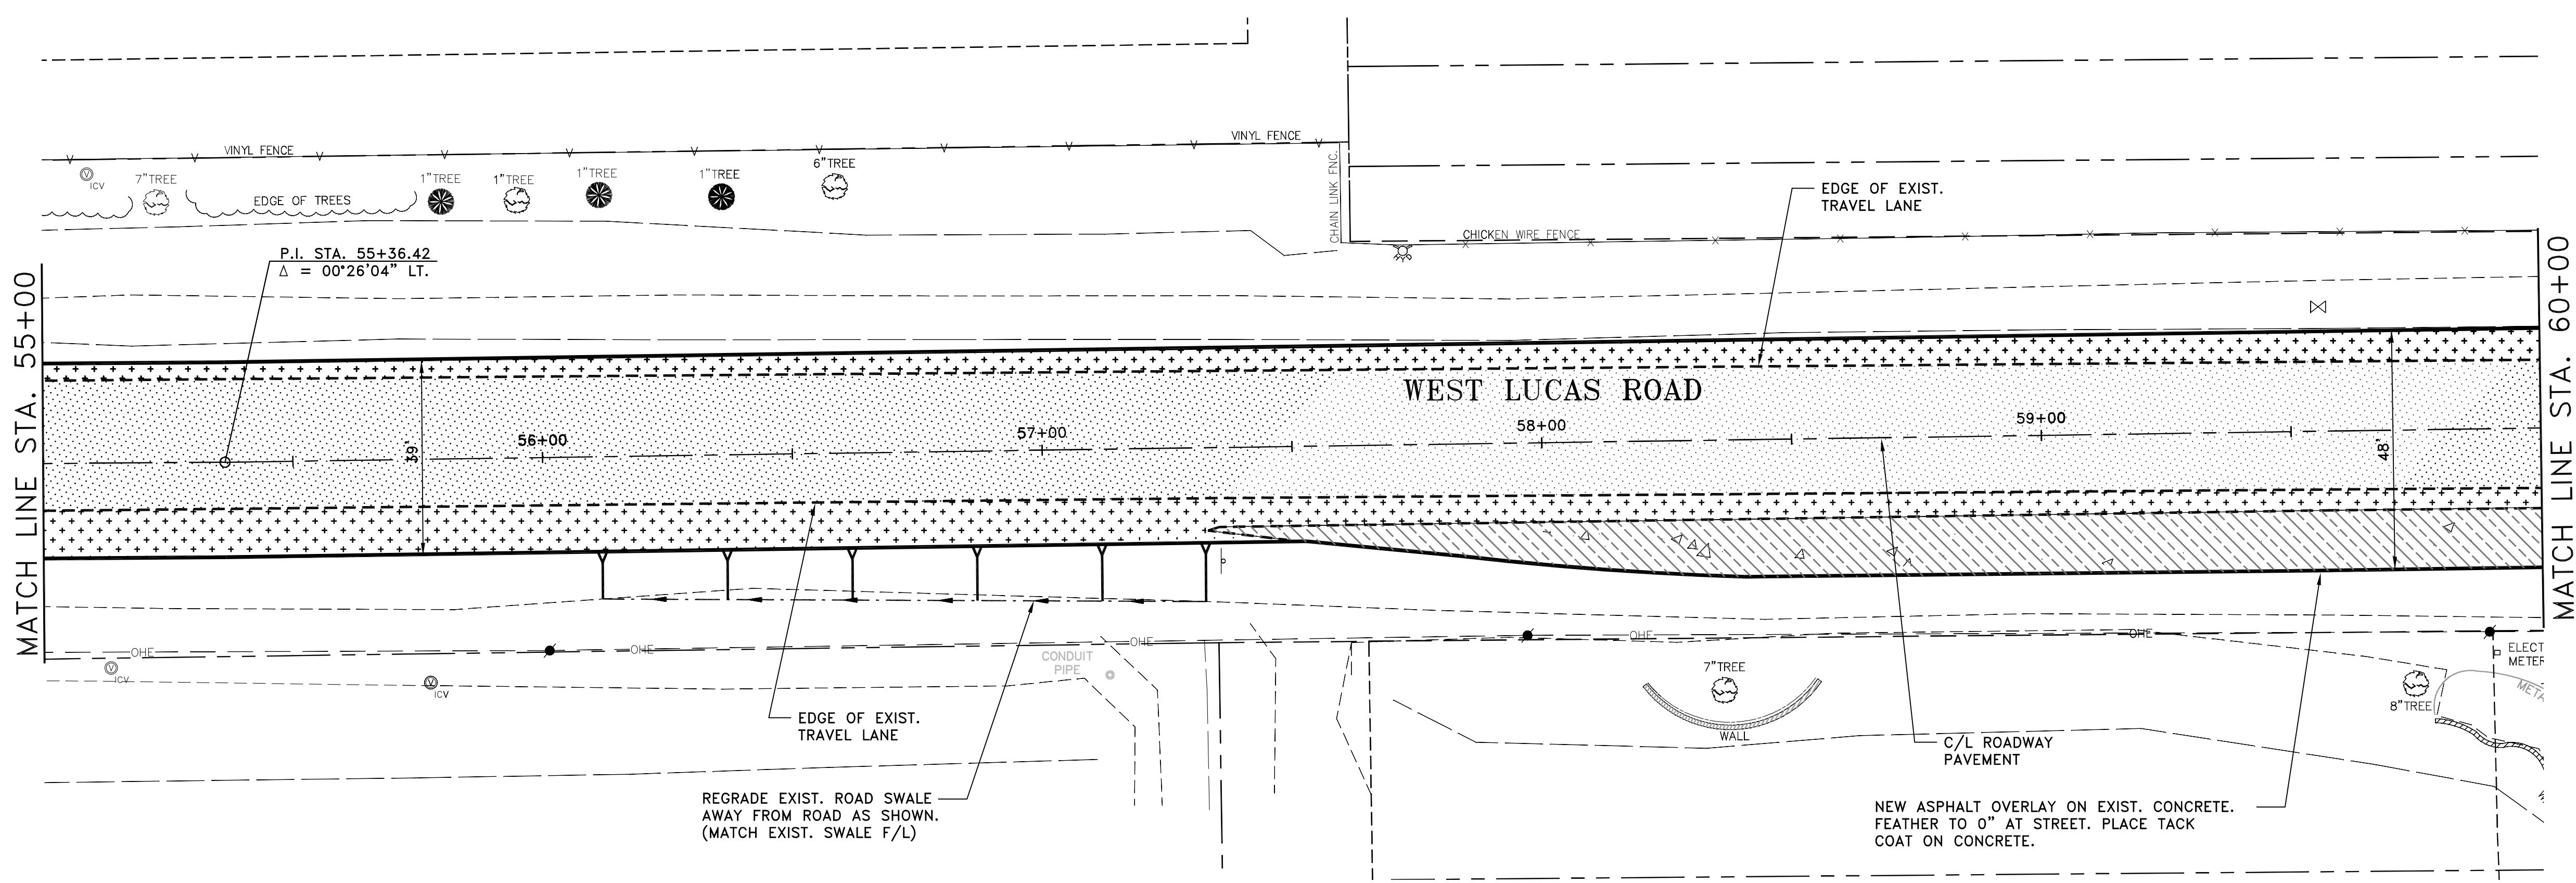 VINYL FENCE
VINYL FENCE
ICV
7"TREE
EDGE OF TREES
1"TREE
1"TREE
1"TREE
1"TREE
6"TREE
CHAIN LINK FNC.
CHICKEN WIRE FENCE
EDGE OF EXIST.
TRAVEL LANE
P.I. STA. 55+36.42
Δ = 00°26'04" LT.
MATCH LINE STA. 55+00
MATCH LINE STA. 60+00
WEST LUCAS ROAD
39'
56+00
57+00
58+00
59+00
48'
OHE
OHE
OHE
OHE
OHE
ICV
ICV
CONDUIT
PIPE
7"TREE
WALL
8"TREE
ELECT
METER
META
EDGE OF EXIST.
TRAVEL LANE
C/L ROADWAY
PAVEMENT
REGRADE EXIST. ROAD SWALE
AWAY FROM ROAD AS SHOWN.
(MATCH EXIST. SWALE F/L)
NEW ASPHALT OVERLAY ON EXIST. CONCRETE.
FEATHER TO 0" AT STREET. PLACE TACK
COAT ON CONCRETE.